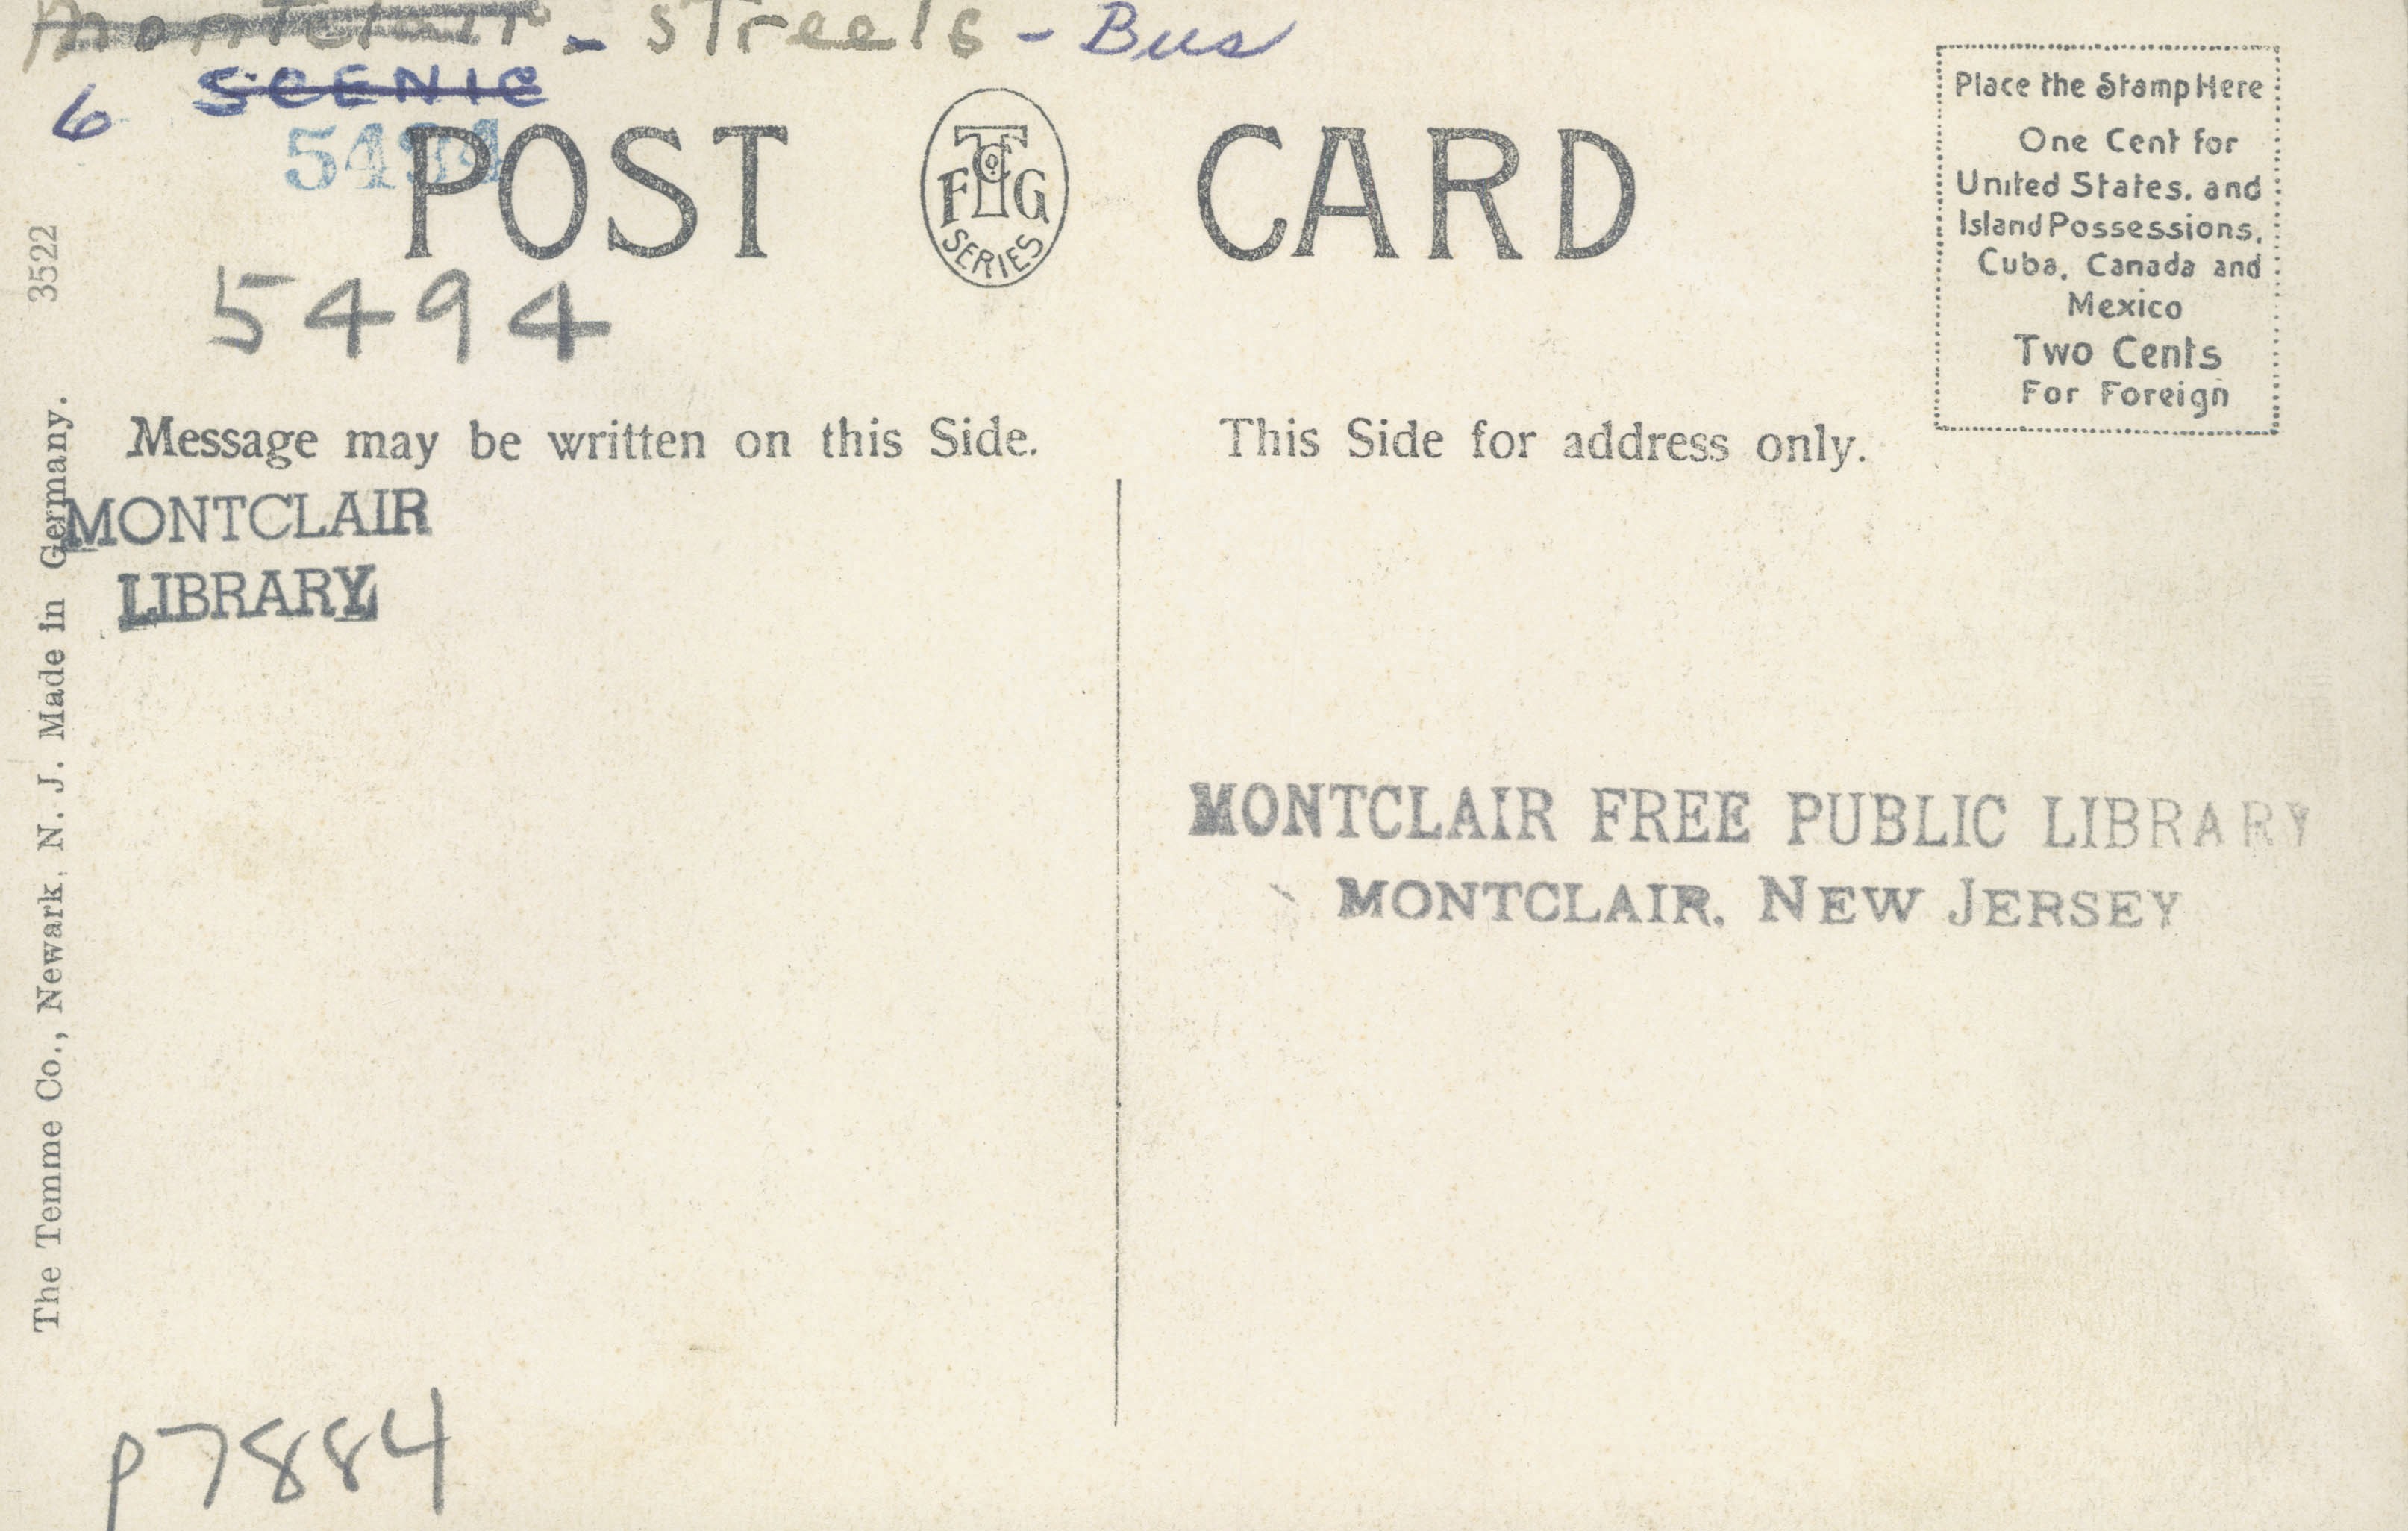 Montclair - streets - Bus
6 SCENIC
5494
POST CARD
SERIES
5494
Place the Stamp Here
One Cent for
United States. and
Island Possessions,
Cuba, Canada and
Mexico
Two Cents
For Foreign
Message may be written on this Side.
This Side for address only.
MONTCLAIR
LIBRARY
MONTCLAIR FREE PUBLIC LIBRARY
MONTCLAIR, NEW JERSEY
The Temme Co., Newark, N. J. Made in Germany. 3522
p7884